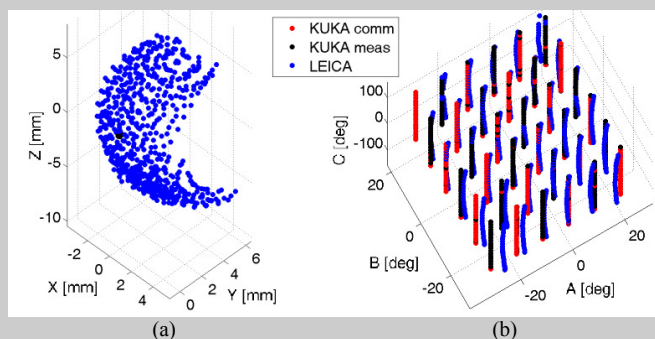 KUKA comm
KUKA meas
LEICA
5
0
-5
-10
Z [mm]
-2
0
2
4
X [mm]
0
2
4
6
Y [mm]
100
0
-100
C [deg]
20
0
-20
B [deg]
-20
0
20
A [deg]
(a)
(b)